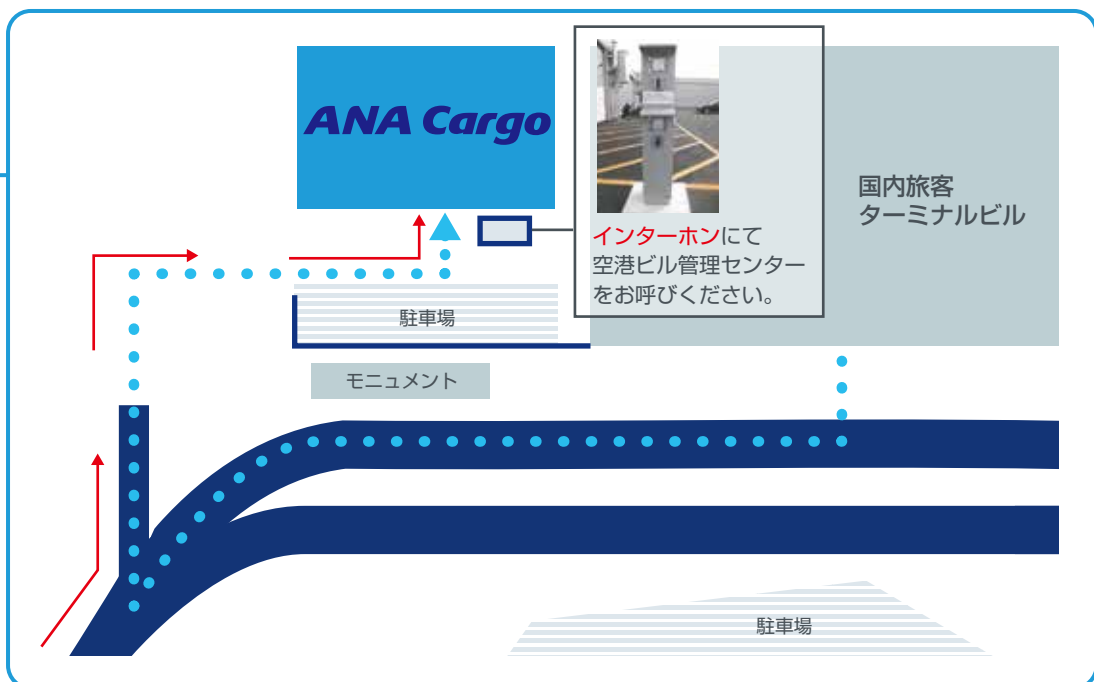 ANA Cargo
国内旅客
ターミナルビル
インターホンにて
空港ビル管理センター
をお呼びください。
駐車場
モニュメント
駐車場